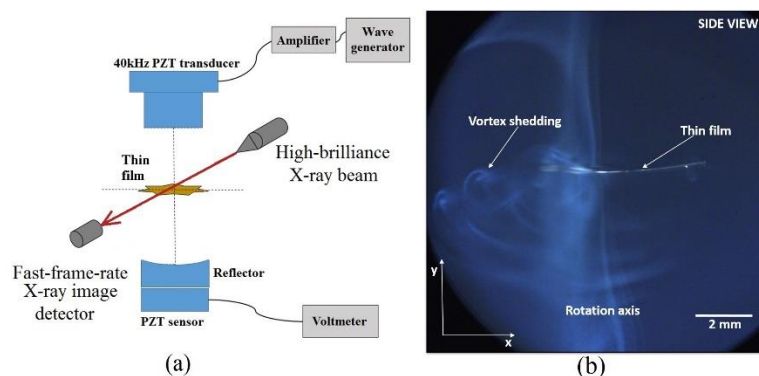 Amplifier
Wave
generator
40kHz PZT transducer
Thin
film
High-brilliance
X-ray beam
Fast-frame-rate
X-ray image
detector
Reflector
PZT sensor
Voltmeter
(a)
SIDE VIEW
Vortex shedding
Thin film
y
x
Rotation axis
2 mm
(b)